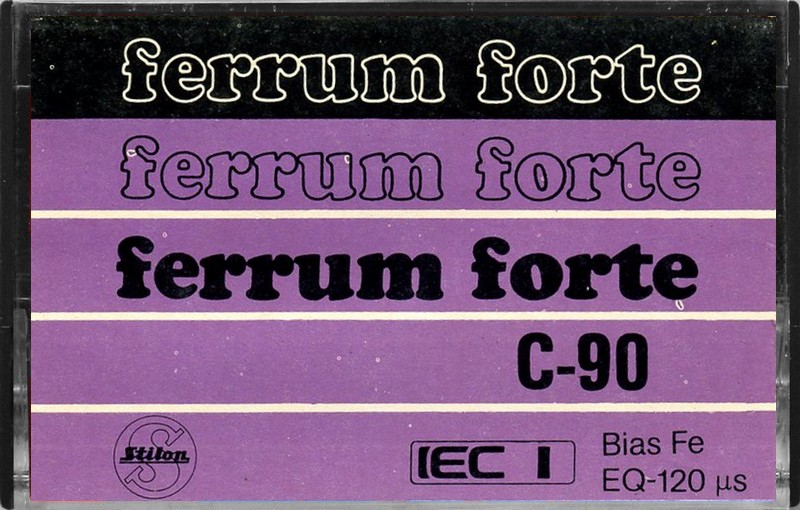 ferrum forte
ferrum forte
ferrum forte
C-90
S
Stilon
IEC I
Bias Fe
EQ-120 µs